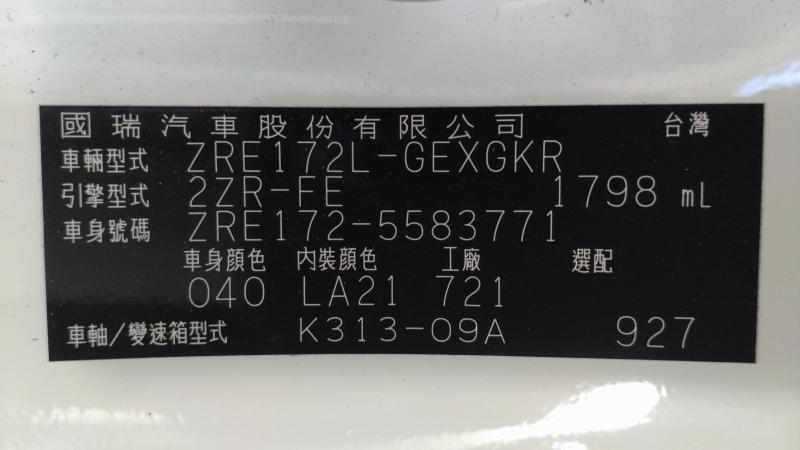 國瑞汽車股份有限公司 台灣
車輛型式 ZRE172L-GEXGKR
引擎型式 2ZR-FE 1798 mL
車身號碼 ZRE172-5583771
車身顏色 內裝顏色 工廠 選配
040 LA21 721
車軸/變速箱型式 K313-09A 927